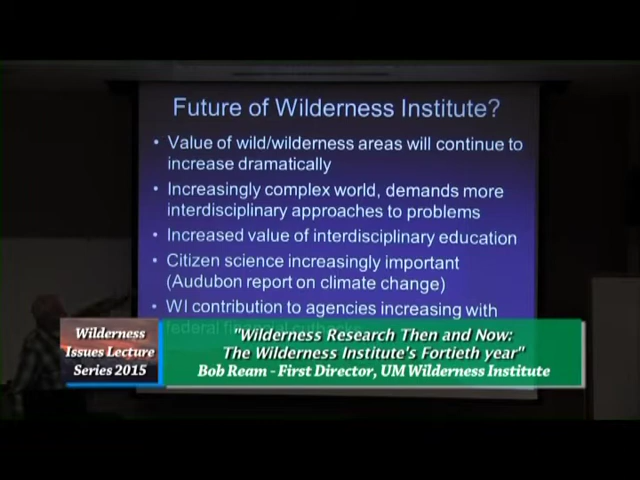 Future of Wilderness Institute?
• Value of wild/wilderness areas will continue to
increase dramatically
• Increasingly complex world, demands more
interdisciplinary approaches to problems
• Increased value of interdisciplinary education
• Citizen science increasingly important
(Audubon report on climate change)
• WI contribution to agencies increasing with
federal financial cutbacks
Wilderness
Issues Lecture
Series 2015
"Wilderness Research Then and Now:
The Wilderness Institute's Fortieth year"
Bob Ream - First Director, UM Wilderness Institute